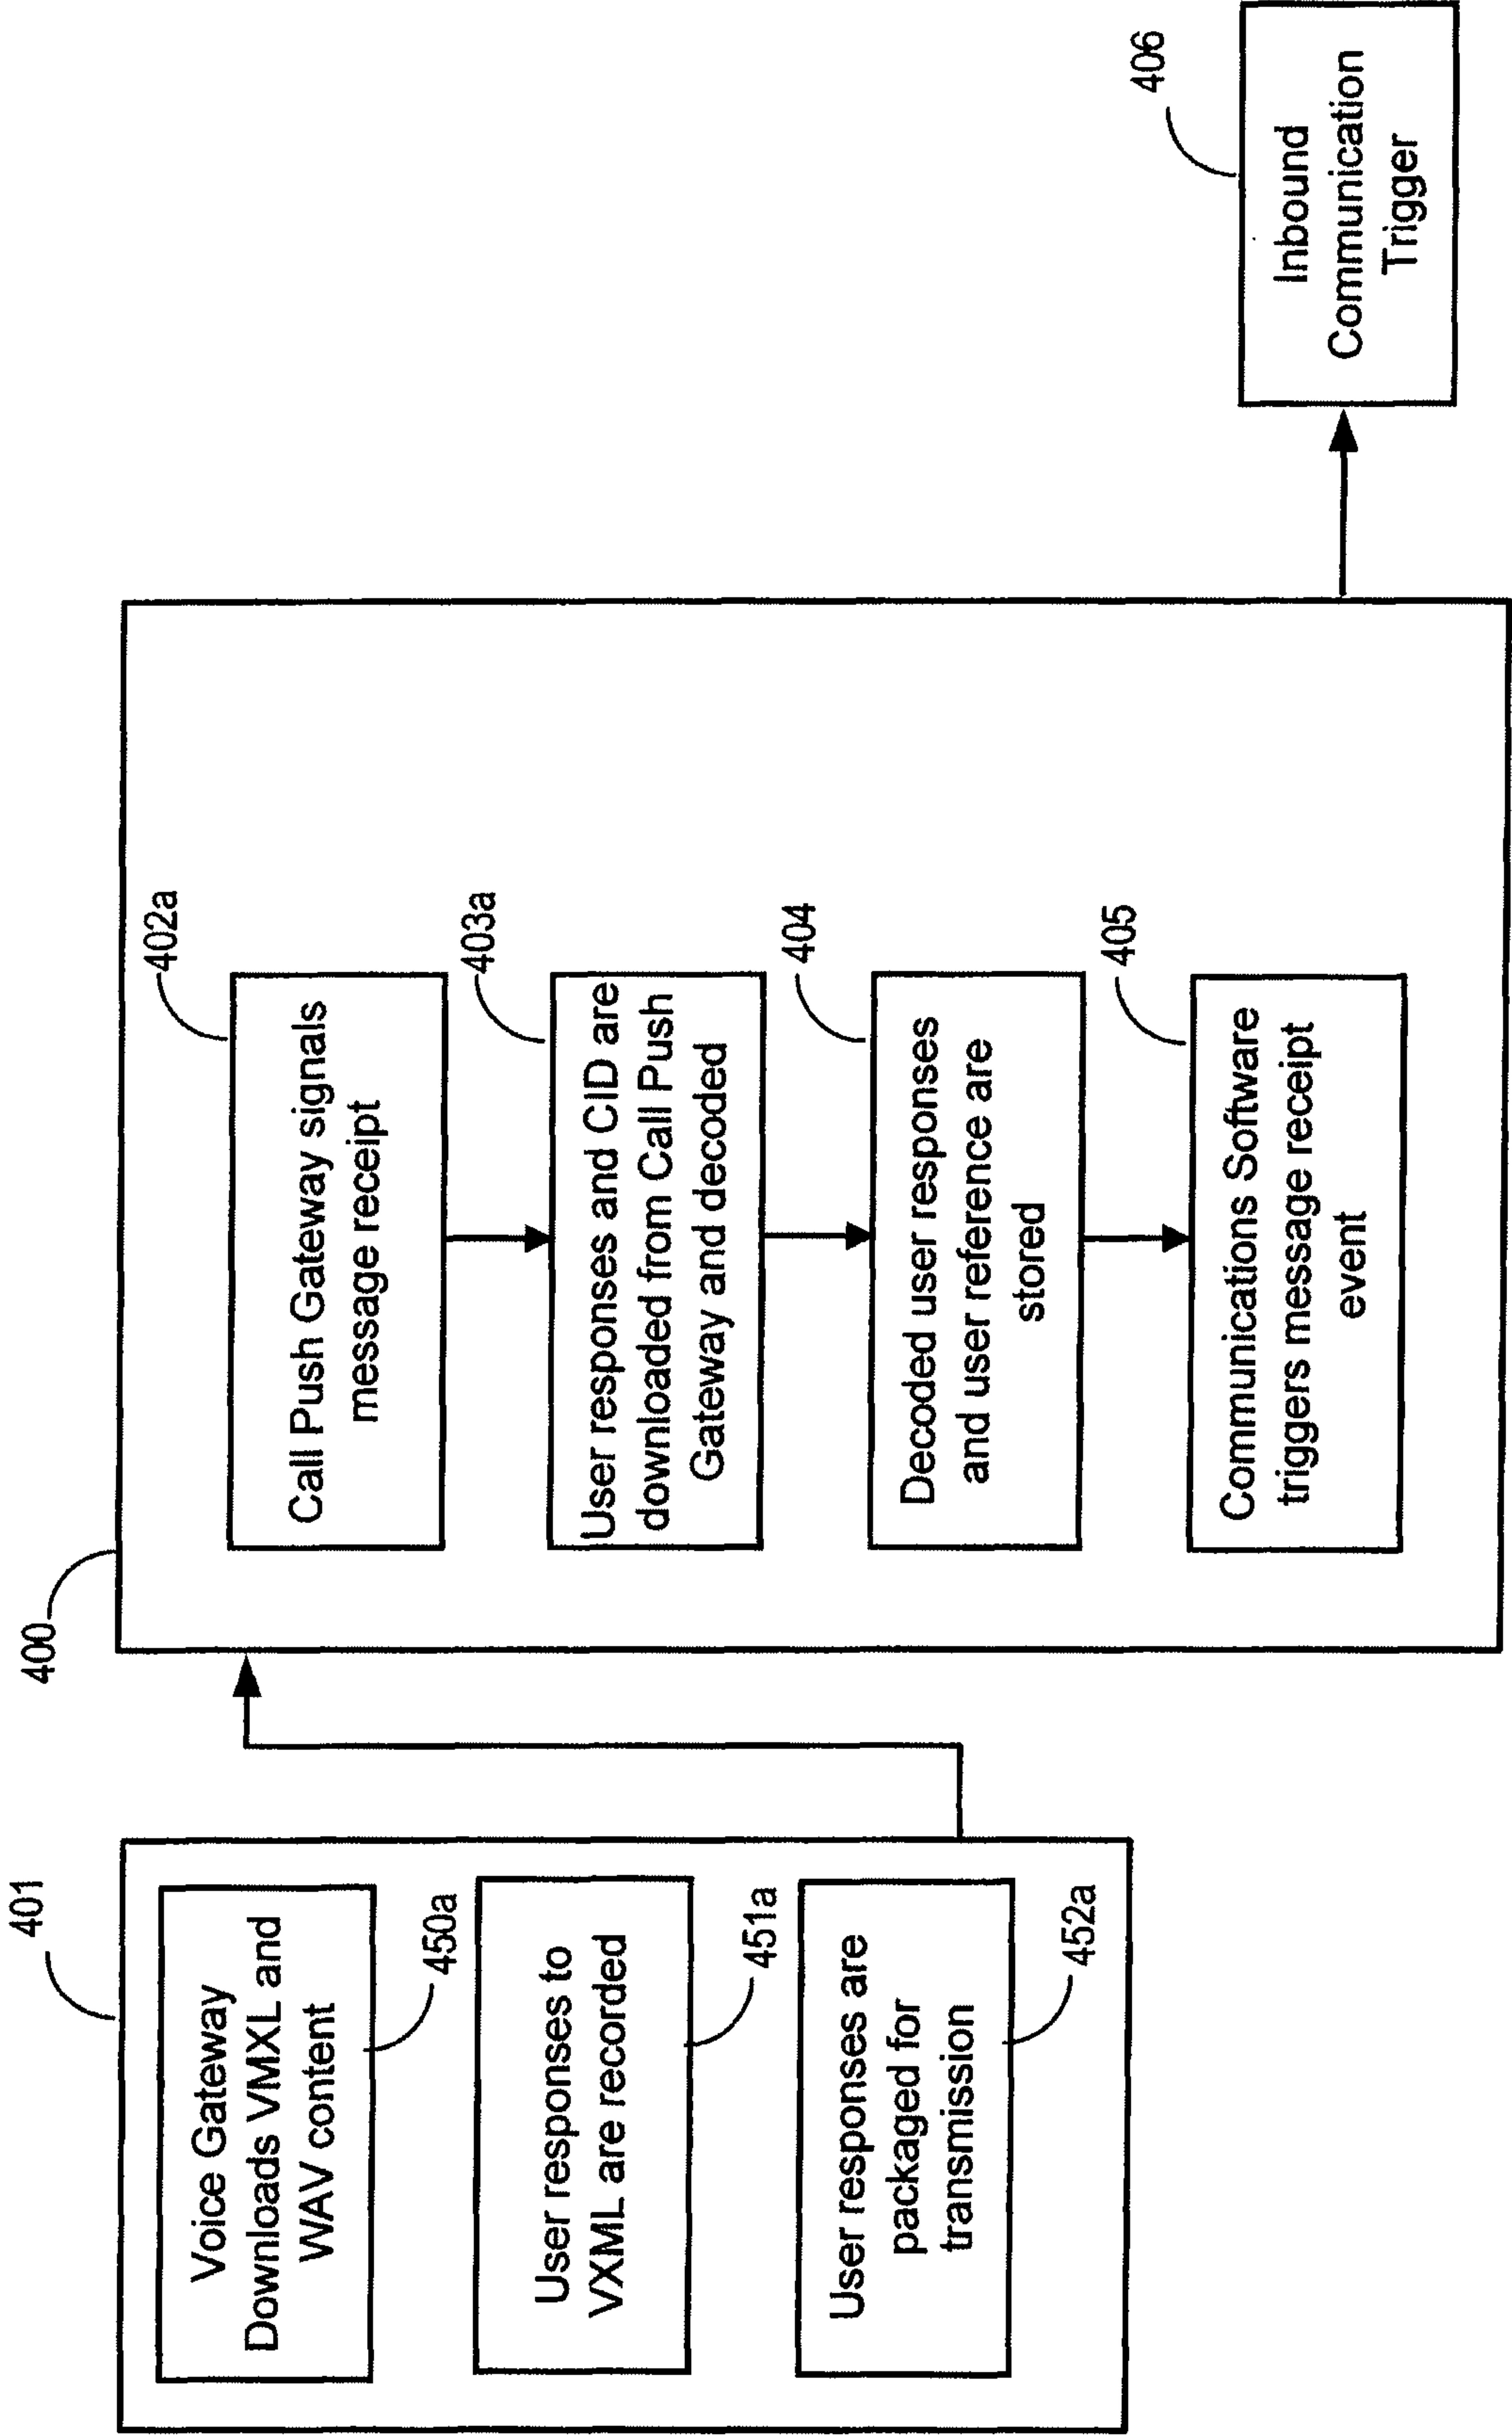 401
Voice Gateway
Downloads VMXL and
WAV content
450a
User responses to
VXML are recorded
451a
User responses are
packaged for
transmission
452a
400
402a
Call Push Gateway signals
message receipt
403a
User responses and CID are
downloaded from Call Push
Gateway and decoded
404
Decoded user responses
and user reference are
stored
405
Communications Software
triggers message receipt
event
406
Inbound
Communication
Trigger